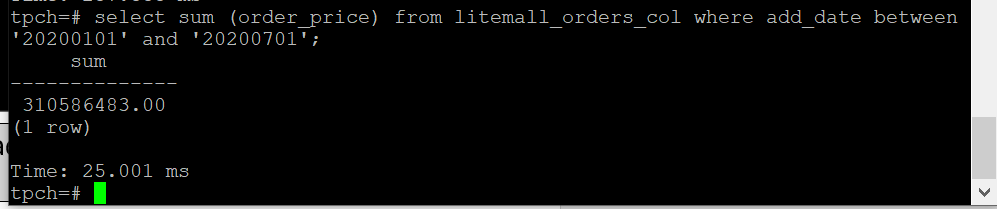 tpch=# select sum (order_price) from litemall_orders_col where add_date between
'20200101' and '20200701';
sum
--------------
310586483.00
(1 row)
Time: 25.001 ms
tpch=#